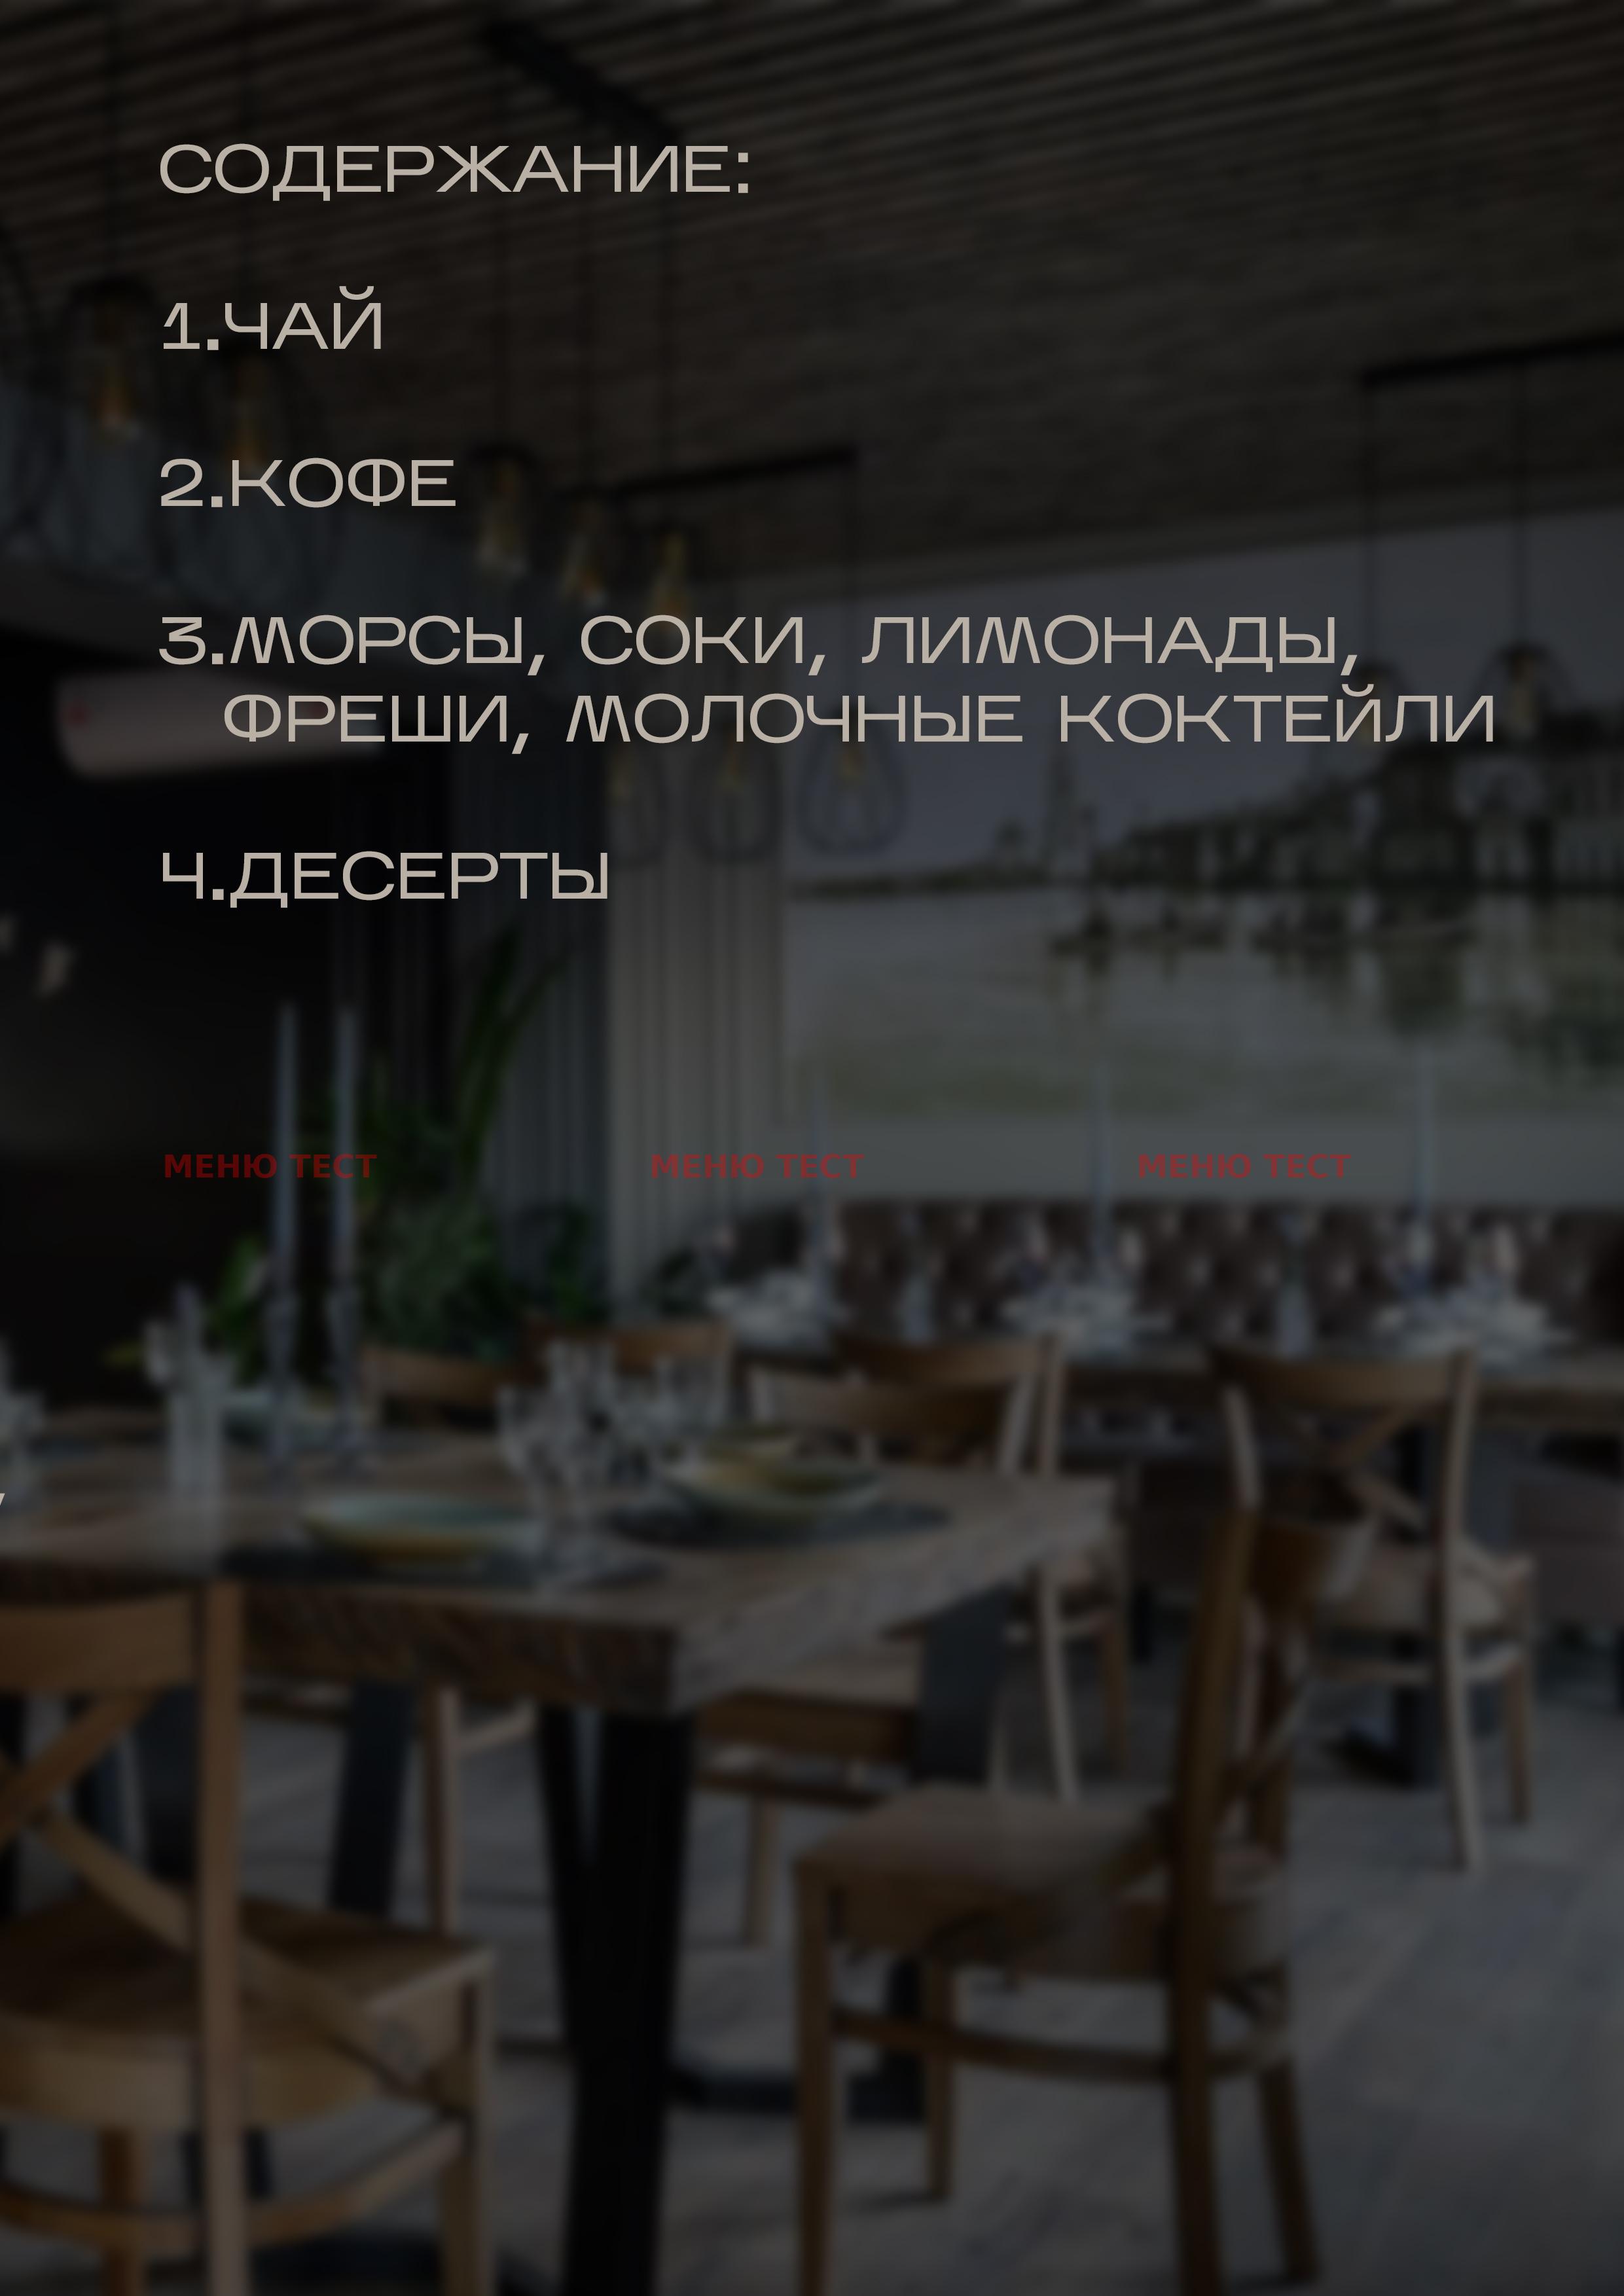 СОДЕРЖАНИЕ:
1.ЧАЙ
2.КОФЕ
3.МОРСЫ, СОКИ, ЛИМОНАДЫ,
ФРЕШИ, МОЛОЧНЫЕ КОКТЕЙЛИ
4.ДЕСЕРТЫ
МЕНЮ ТЕСТ МЕНЮ ТЕСТ МЕНЮ ТЕСТ